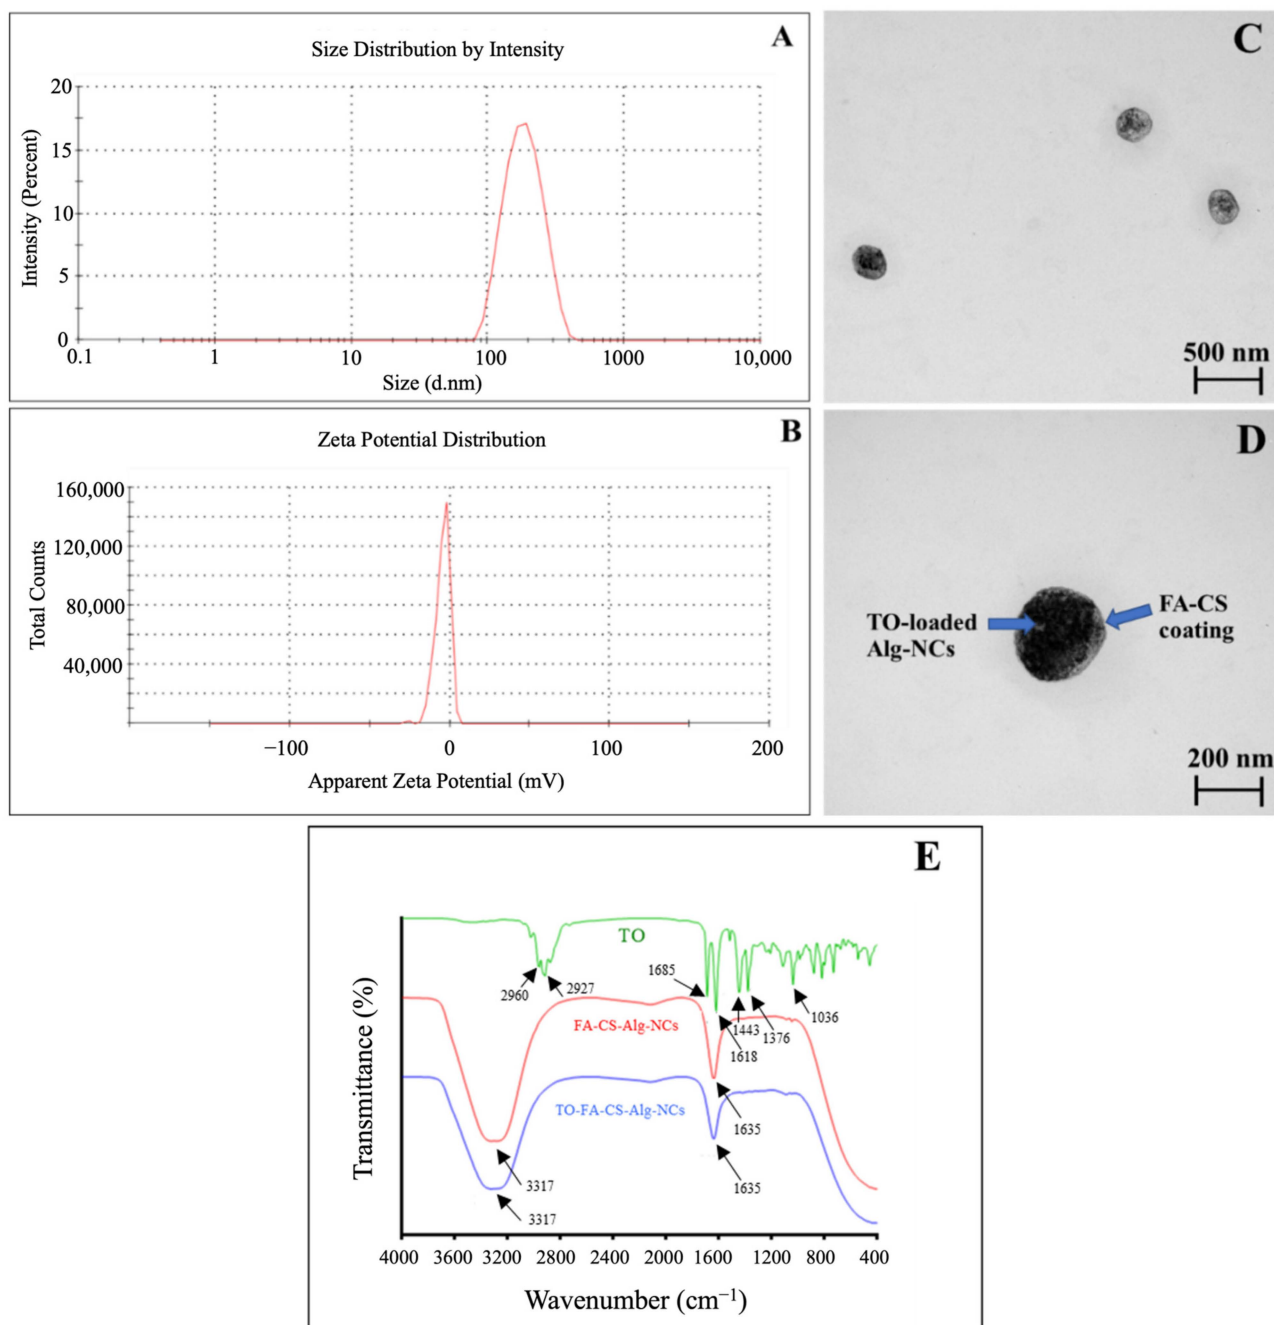 A
Size Distribution by Intensity
Intensity (Percent)
20
15
10
5
0
0.1 1 10 100 1000 10,000
Size (d.nm)
B
Zeta Potential Distribution
Total Counts
160,000
120,000
80,000
40,000
−100 0 100 200
Apparent Zeta Potential (mV)
C
500 nm
D
TO-loaded
Alg-NCs
FA-CS
coating
200 nm
E
Transmittance (%)
TO
2960
2927
1685
1618
1443
1376
1036
FA-CS-Alg-NCs
1635
3317
TO-FA-CS-Alg-NCs
1635
3317
4000 3600 3200 2800 2400 2000 1600 1200 800 400
Wavenumber (cm⁻¹)